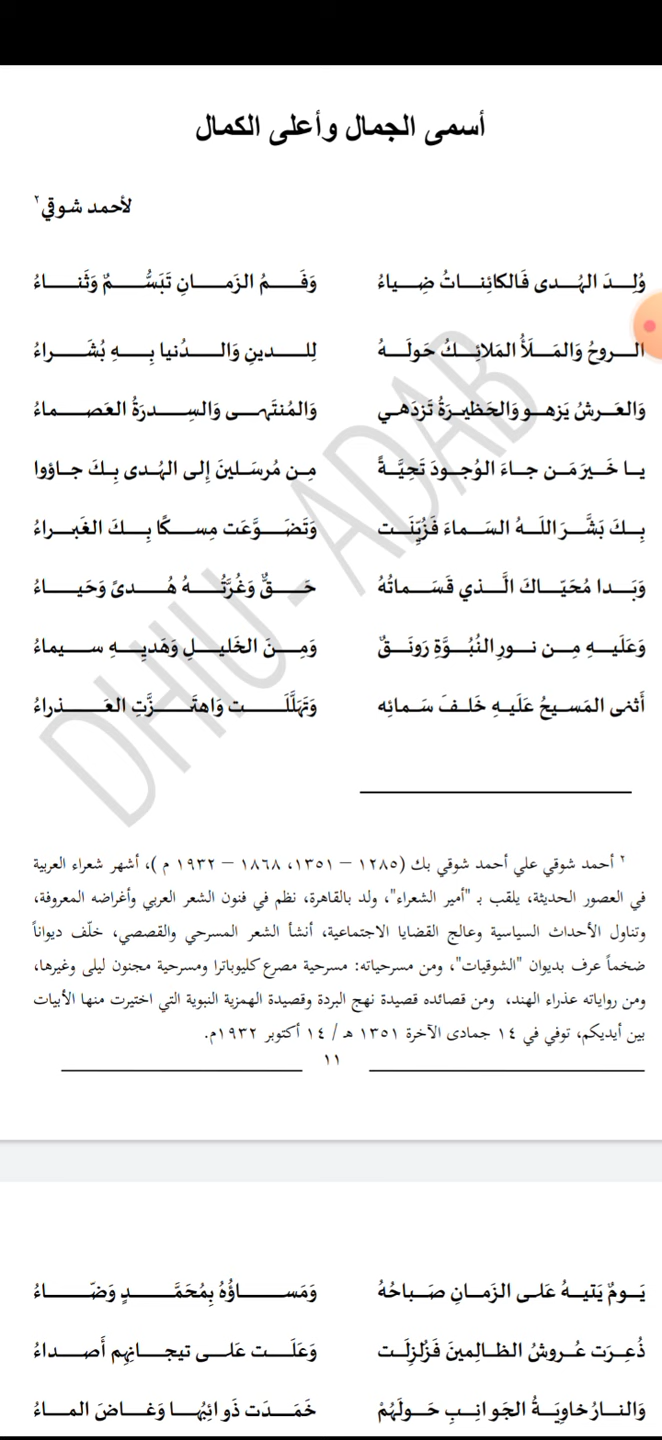 أسمى الجمال وأعلى الكمال
لأحمد شوقي٢
وُلِدَ الهُدى فَالكائِناتُ ضِياءُ وَفَمُ الزَمانِ تَبَسُّمٌ وَثَناءُ
الروحُ وَالمَلَأُ المَلائِكُ حَولَهُ لِلدينِ وَالدُنيا بِهِ بُشَراءُ
وَالعَرشُ يَزهو وَالحَظيرَةُ تَزدَهي وَالمُنتَهى وَالسِدرَةُ العَصماءُ
يا خَيرَ مَن جاءَ الوُجودَ تَحِيَّةً مِن مُرسَلينَ إِلى الهُدى بِكَ جاؤوا
بِكَ بَشَّرَ اللَهُ السَماءَ فَزُيِّنَت وَتَضَوَّعَت مِسكًا بِكَ الغَبراءُ
وَبَدا مُحَيّاكَ الَّذي قَسَماتُهُ حَقٌّ وَغُرَّتُهُ هُدىً وَحَياءُ
وَعَلَيهِ مِن نورِ النُبُوَّةِ رَونَقٌ وَمِنَ الخَليلِ وَهَديِهِ سيماءُ
أَثنى المَسيحُ عَلَيهِ خَلفَ سَمائِه وَتَهَلَّلَت وَاهتَزَّتِ العَذراءُ
DHIU - ADAB
٢ أحمد شوقي علي أحمد شوقي بك (١٢٨٥ – ١٣٥١، ١٨٦٨ – ١٩٣٢ م )، أشهر شعراء العربية
في العصور الحديثة، يلقب بـ "أمير الشعراء"، ولد بالقاهرة، نظم في فنون الشعر العربي وأغراضه المعروفة،
وتناول الأحداث السياسية وعالج القضايا الاجتماعية، أنشأ الشعر المسرحي والقصصي، خلّف ديواناً
ضخماً عرف بديوان "الشوقيات"، ومن مسرحياته: مسرحية مصرع كليوباترا ومسرحية مجنون ليلى وغيرها،
ومن رواياته عذراء الهند، ومن قصائده قصيدة نهج البردة وقصيدة الهمزية النبوية التي اختيرت منها الأبيات
بين أيديكم، توفي في ١٤ جمادى الآخرة ١٣٥١ هـ / ١٤ أكتوبر ١٩٣٢م.
١١
يَومٌ يَتيهُ عَلى الزَمانِ صَباحُهُ وَمَساؤُهُ بِمُحَمَّدٍ وَضّاءُ
ذُعِرَت عُروشُ الظالِمينَ فَزُلزِلَت وَعَلَت عَلى تيجانِهِم أَصداءُ
وَالنارُ خاوِيَةُ الجَوانِبِ حَولَهُمْ خَمَدَت ذَوائِبُها وَغاضَ الماءُ